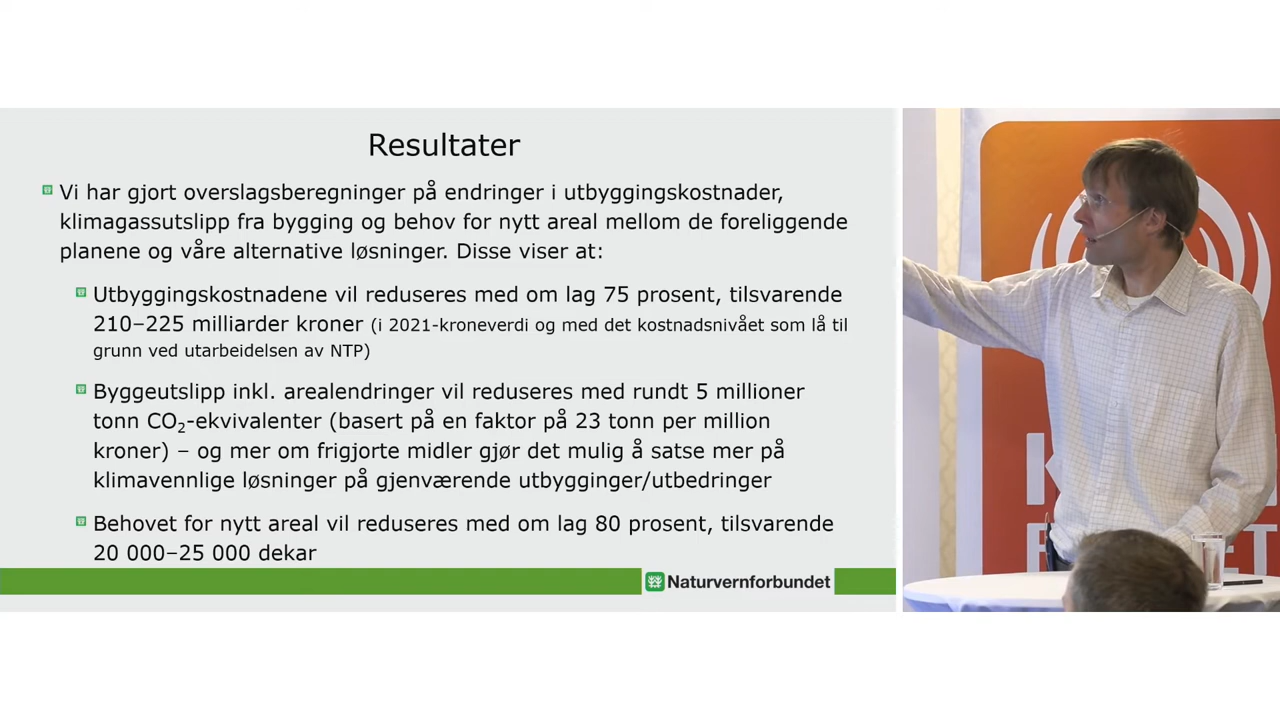 Resultater
Vi har gjort overslagsberegninger på endringer i utbyggingskostnader,
klimagassutslipp fra bygging og behov for nytt areal mellom de foreliggende
planene og våre alternative løsninger. Disse viser at:
Utbyggingskostnadene vil reduseres med om lag 75 prosent, tilsvarende
210–225 milliarder kroner (i 2021-kroneverdi og med det kostnadsnivået som lå til
grunn ved utarbeidelsen av NTP)
Byggeutslipp inkl. arealendringer vil reduseres med rundt 5 millioner
tonn CO₂-ekvivalenter (basert på en faktor på 23 tonn per million
kroner) – og mer om frigjorte midler gjør det mulig å satse mer på
klimavennlige løsninger på gjenværende utbygginger/utbedringer
Behovet for nytt areal vil reduseres med om lag 80 prosent, tilsvarende
20 000–25 000 dekar
Naturvernforbundet